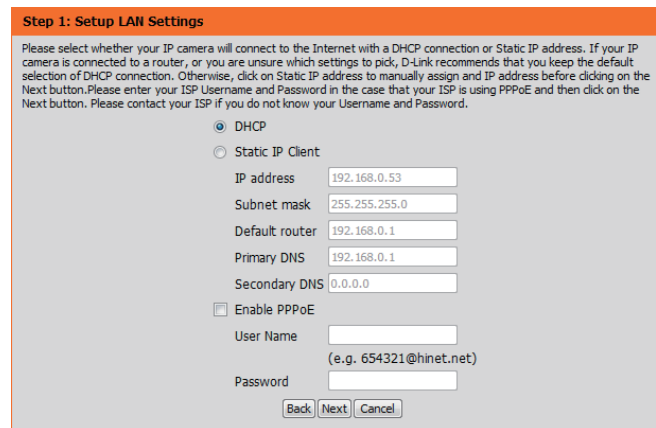 Step 1: Setup LAN Settings
Please select whether your IP camera will connect to the Internet with a DHCP connection or Static IP address. If your IP
camera is connected to a router, or you are unsure which settings to pick, D-Link recommends that you keep the default
selection of DHCP connection. Otherwise, click on Static IP address to manually assign and IP address before clicking on the
Next button.Please enter your ISP Username and Password in the case that your ISP is using PPPoE and then click on the
Next button. Please contact your ISP if you do not know your Username and Password.
DHCP
Static IP Client
IP address 192.168.0.53
Subnet mask 255.255.255.0
Default router 192.168.0.1
Primary DNS 192.168.0.1
Secondary DNS 0.0.0.0
Enable PPPoE
User Name
(e.g. 654321@hinet.net)
Password
Back Next Cancel